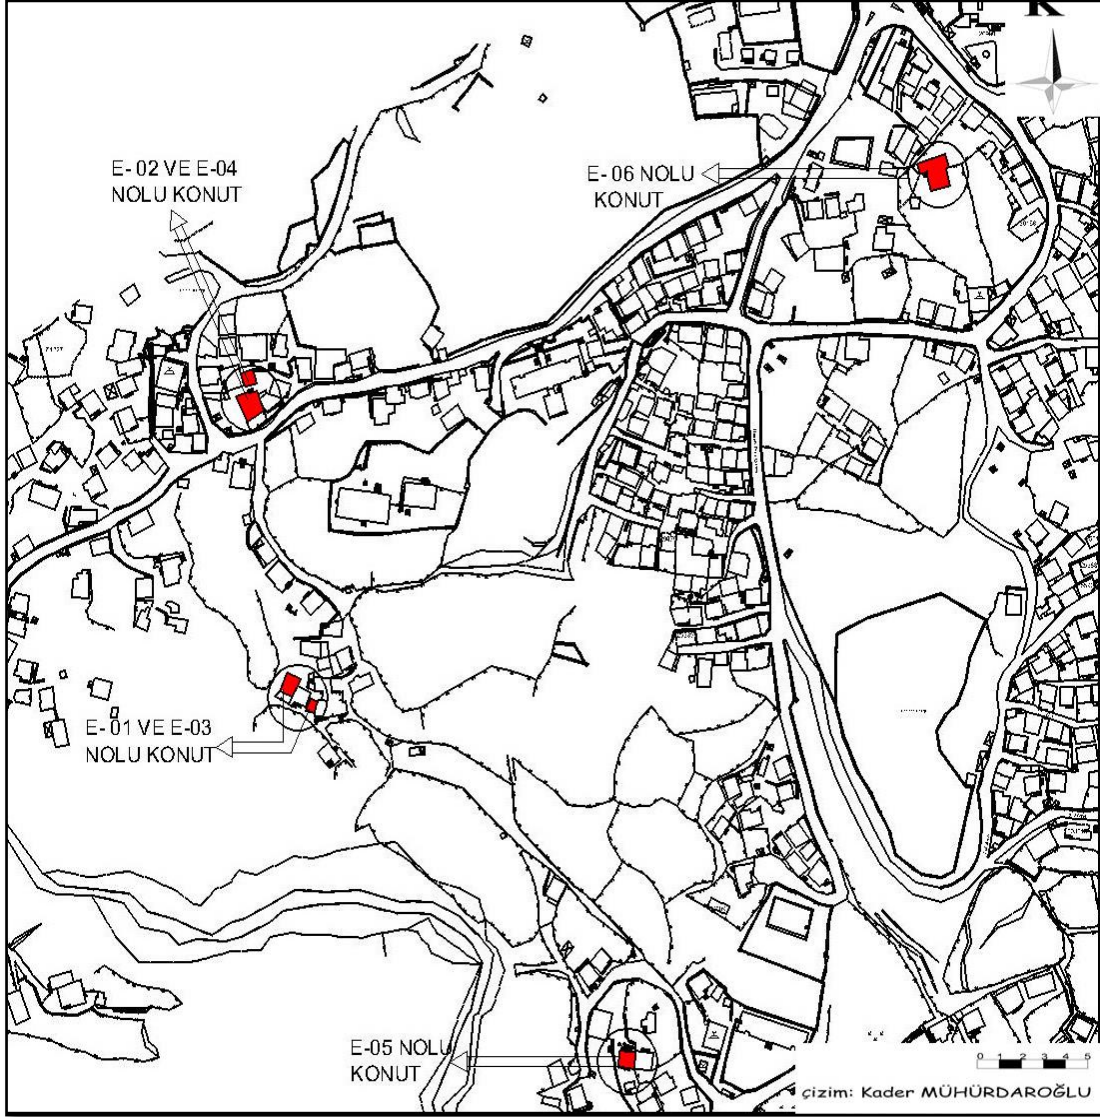 K
E- 02 VE E-04
NOLU KONUT
E- 06 NOLU
KONUT
E- 01 VE E-03
NOLU KONUT
E-05 NOLU
KONUT
0 1 2 3 4 5
çizim: Kader MÜHÜRDAROĞLU